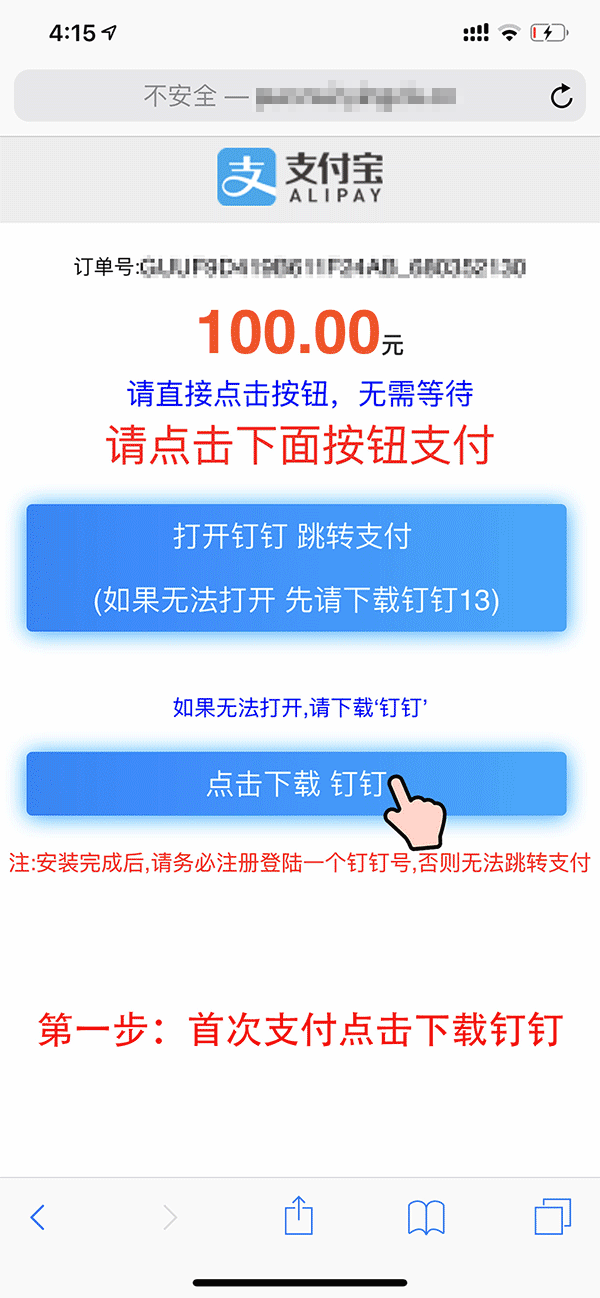 4:15
不安全 —
支 支付宝
ALIPAY
订单号:
100.00元
请直接点击按钮，无需等待
请点击下面按钮支付
打开钉钉 跳转支付
(如果无法打开 先请下载钉钉13)
如果无法打开,请下载‘钉钉’
点击下载 钉钉
注:安装完成后,请务必注册登陆一个钉钉号,否则无法跳转支付
第一步：首次支付点击下载钉钉